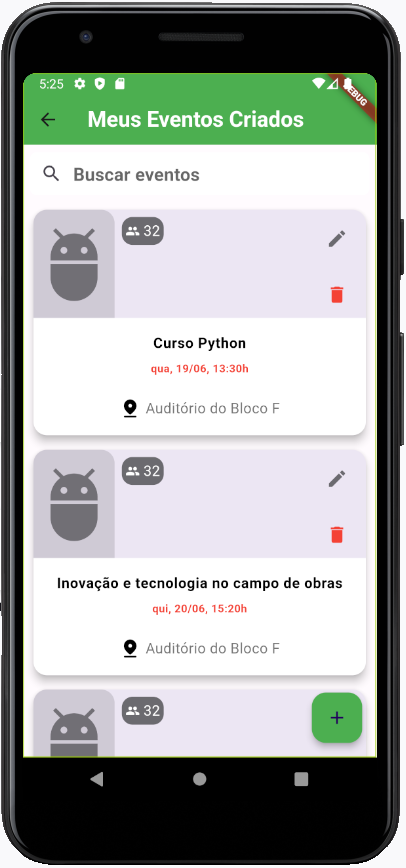 5:25
DEBUG
Meus Eventos Criados
Buscar eventos
32
Curso Python
qua, 19/06, 13:30h
Auditório do Bloco F
32
Inovação e tecnologia no campo de obras
qui, 20/06, 15:20h
Auditório do Bloco F
32
+